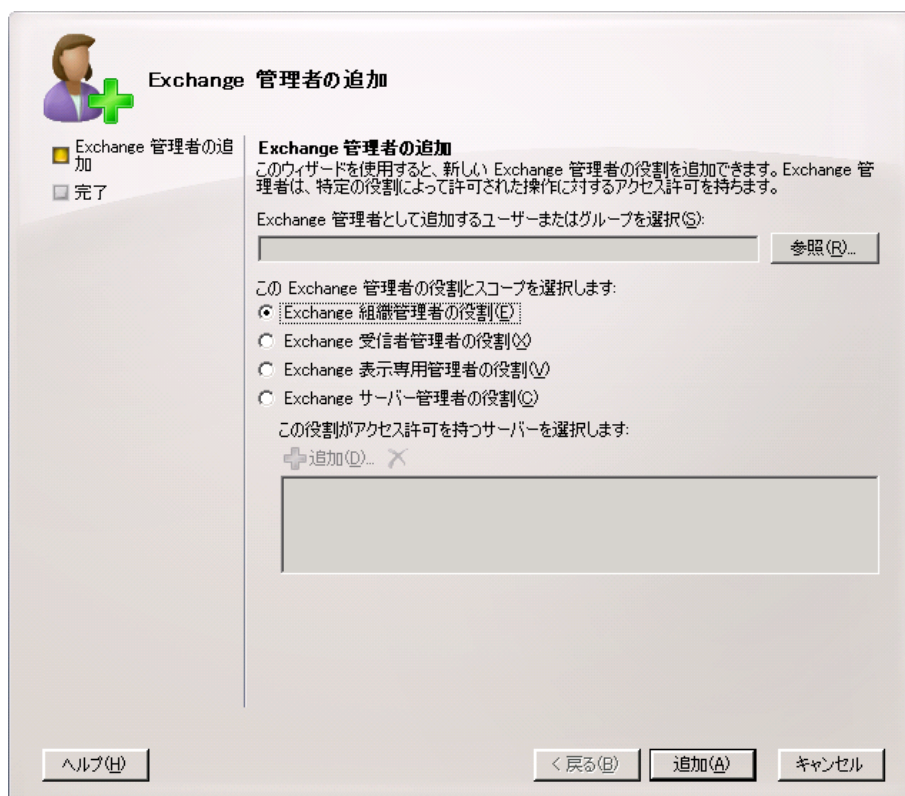 Exchange 管理者の追加
Exchange 管理者の追
加
完了
Exchange 管理者の追加
このウィザードを使用すると、新しい Exchange 管理者の役割を追加できます。Exchange 管
理者は、特定の役割によって許可された操作に対するアクセス許可を持ちます。
Exchange 管理者として追加するユーザーまたはグループを選択(S):
参照(R)...
この Exchange 管理者の役割とスコープを選択します:
Exchange 組織管理者の役割(E)
Exchange 受信者管理者の役割(X)
Exchange 表示専用管理者の役割(V)
Exchange サーバー管理者の役割(C)
この役割がアクセス許可を持つサーバーを選択します:
追加(D)...
ヘルプ(H)
< 戻る(B)
追加(A)
キャンセル